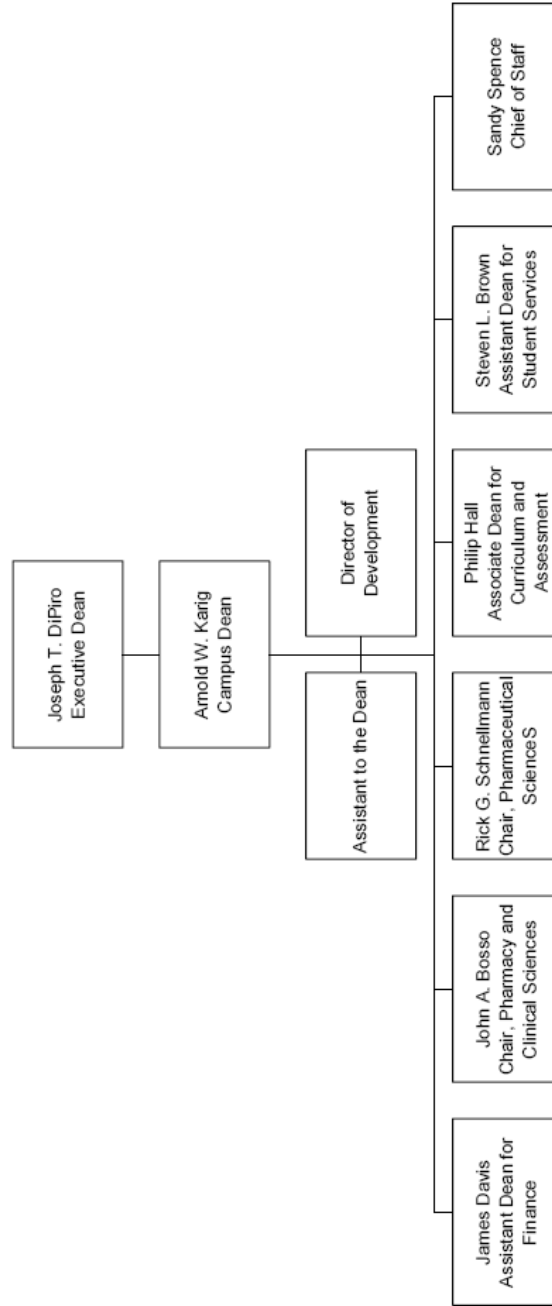 Joseph T. DiPiro
Executive Dean
Arnold W. Karig
Campus Dean
Assistant to the Dean
Director of
Development
James Davis
Assistant Dean for
Finance
John A. Bosso
Chair, Pharmacy and
Clinical Sciences
Rick G. Schnellmann
Chair, Pharmaceutical
ScienceS
Philip Hall
Associate Dean for
Curriculum and
Assessment
Steven L. Brown
Assistant Dean for
Student Services
Sandy Spence
Chief of Staff